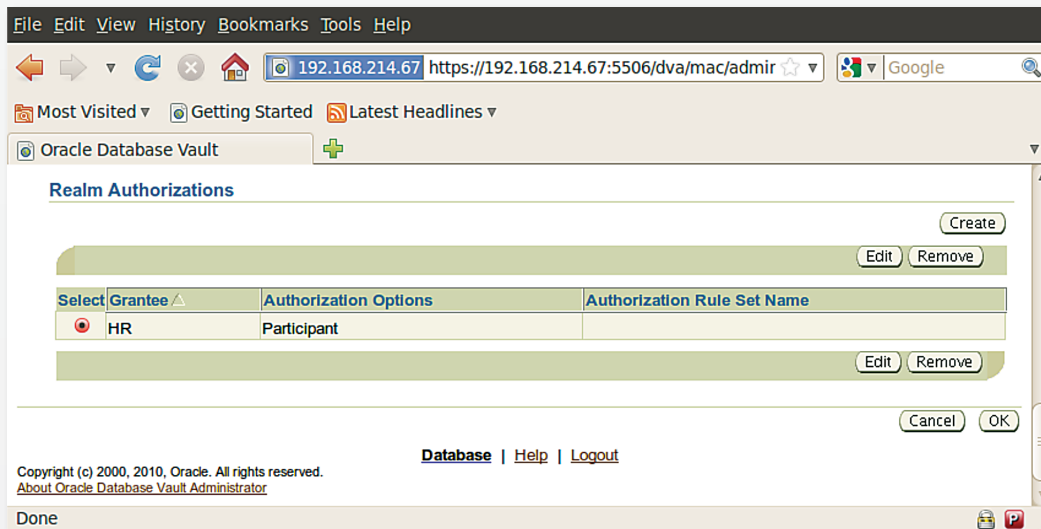 File Edit View History Bookmarks Tools Help
192.168.214.67 https://192.168.214.67:5506/dva/mac/admir Google
Most Visited Getting Started Latest Headlines
Oracle Database Vault
Realm Authorizations
Create
Edit Remove
Select Grantee Authorization Options Authorization Rule Set Name
HR Participant
Edit Remove
Cancel OK
Database | Help | Logout
Copyright (c) 2000, 2010, Oracle. All rights reserved.
About Oracle Database Vault Administrator
Done